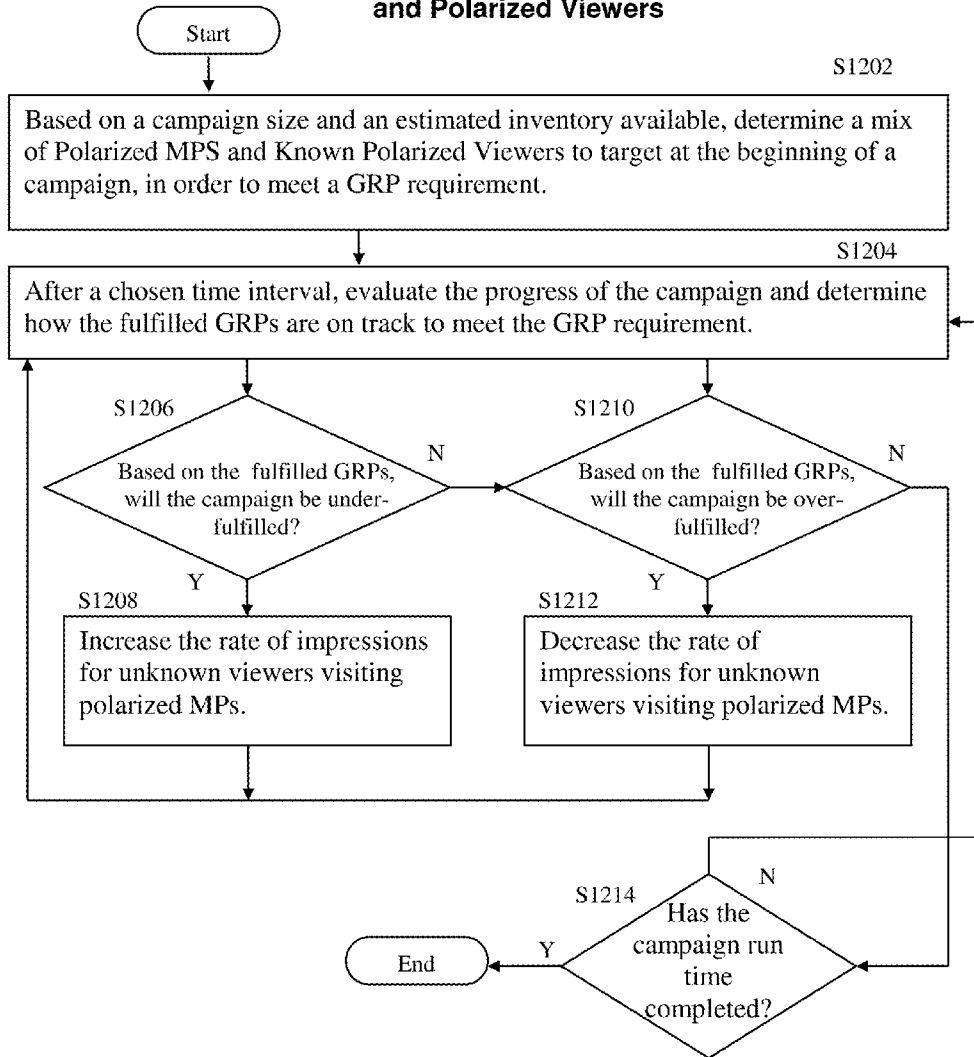 and Polarized Viewers
Start
S1202
Based on a campaign size and an estimated inventory available, determine a mix
of Polarized MPS and Known Polarized Viewers to target at the beginning of a
campaign, in order to meet a GRP requirement.
S1204
After a chosen time interval, evaluate the progress of the campaign and determine
how the fulfilled GRPs are on track to meet the GRP requirement.
S1206
Based on the fulfilled GRPs,
will the campaign be under-
fulfilled?
N
Y
S1210
Based on the fulfilled GRPs,
will the campaign be over-
fulfilled?
N
Y
S1208
Increase the rate of impressions
for unknown viewers visiting
polarized MPs.
S1212
Decrease the rate of
impressions for unknown
viewers visiting polarized MPs.
S1214
N
Has the
campaign run
time
completed?
Y
End